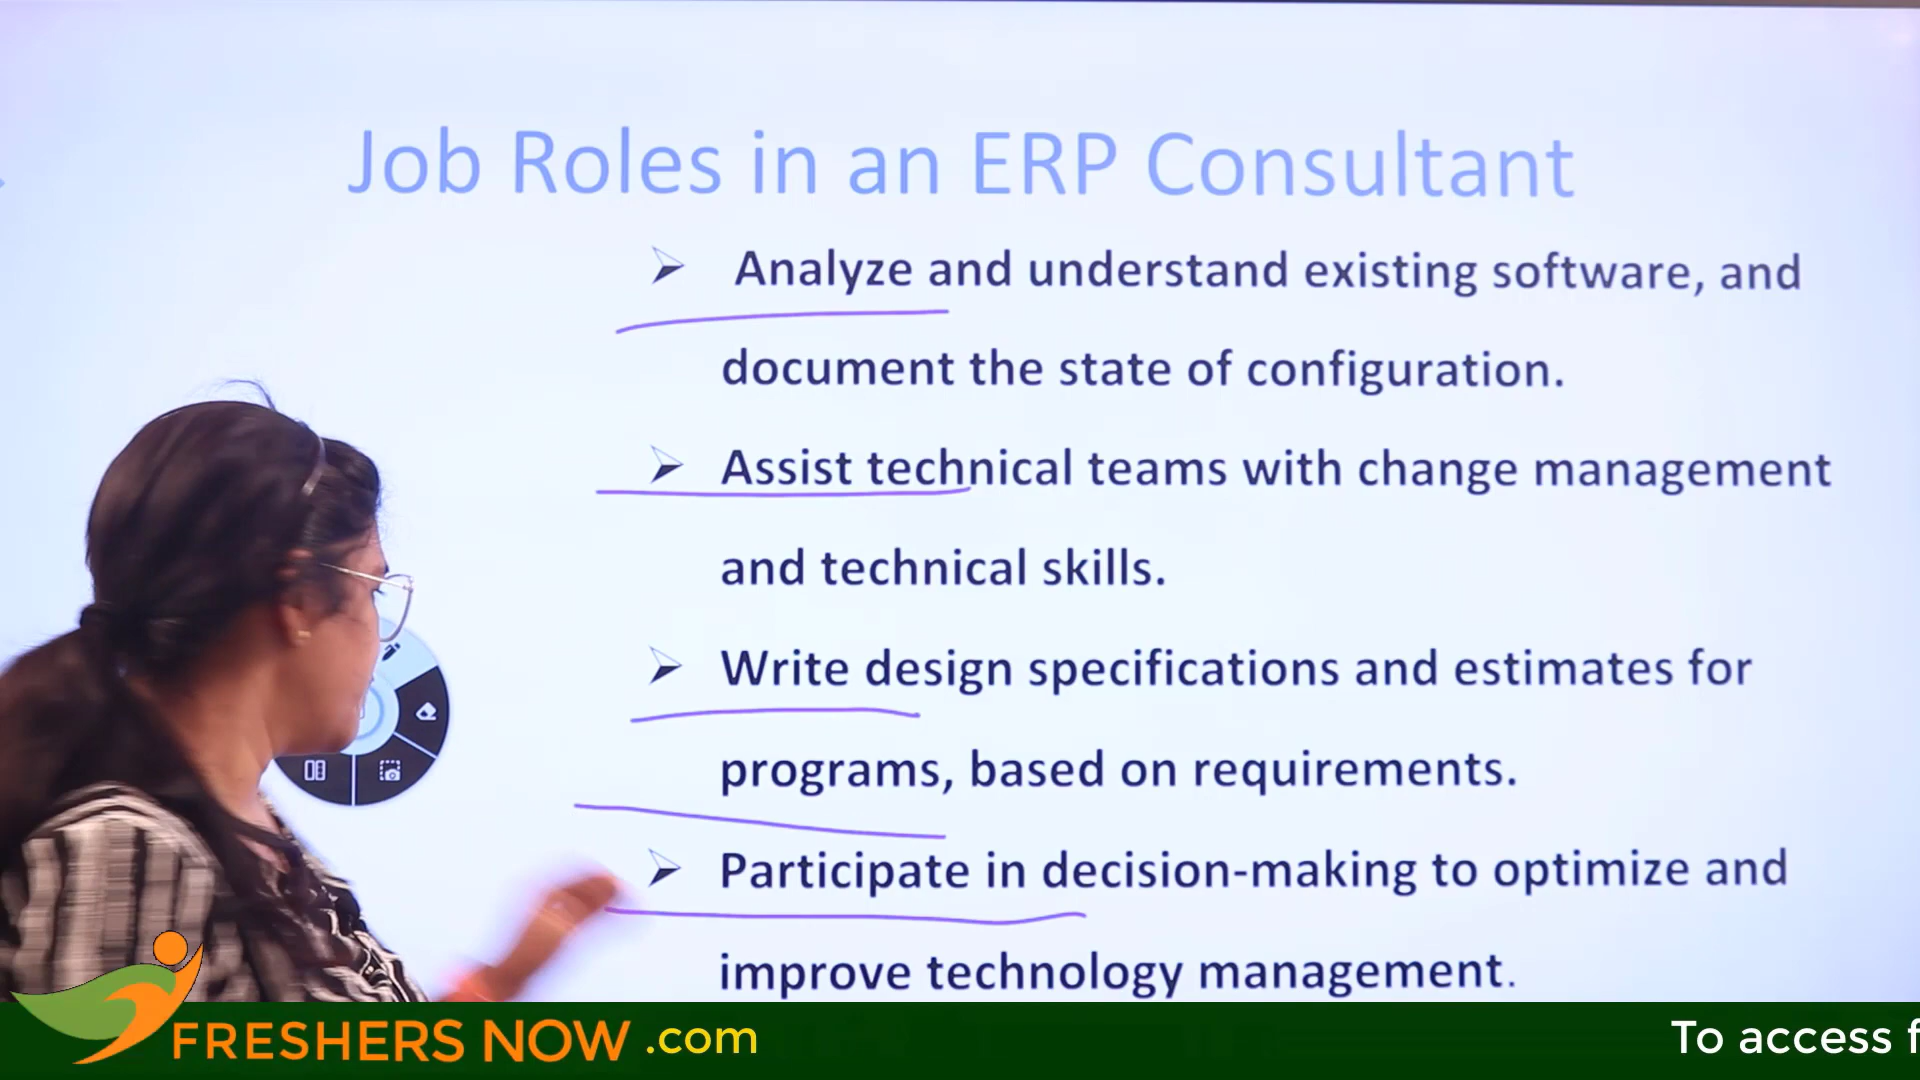 Job Roles in an ERP Consultant
➢ Analyze and understand existing software, and
document the state of configuration.
➢ Assist technical teams with change management
and technical skills.
➢ Write design specifications and estimates for
programs, based on requirements.
➢ Participate in decision-making to optimize and
improve technology management.
FRESHERS NOW .com
To access f